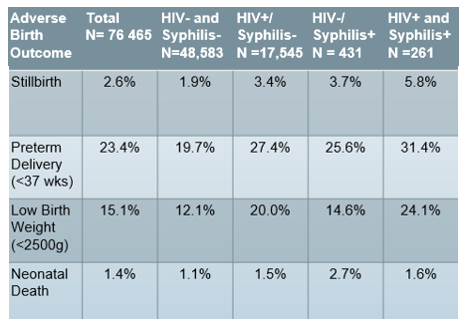 Adverse Birth Outcome | Total N= 76 465 | HIV- and Syphilis- N=48,583 | HIV+/ Syphilis- N =17,545 | HIV-/ Syphilis+ N = 431 | HIV+ and Syphilis+ N =261
Stillbirth | 2.6% | 1.9% | 3.4% | 3.7% | 5.8%
Preterm Delivery (<37 wks) | 23.4% | 19.7% | 27.4% | 25.6% | 31.4%
Low Birth Weight (<2500g) | 15.1% | 12.1% | 20.0% | 14.6% | 24.1%
Neonatal Death | 1.4% | 1.1% | 1.5% | 2.7% | 1.6%